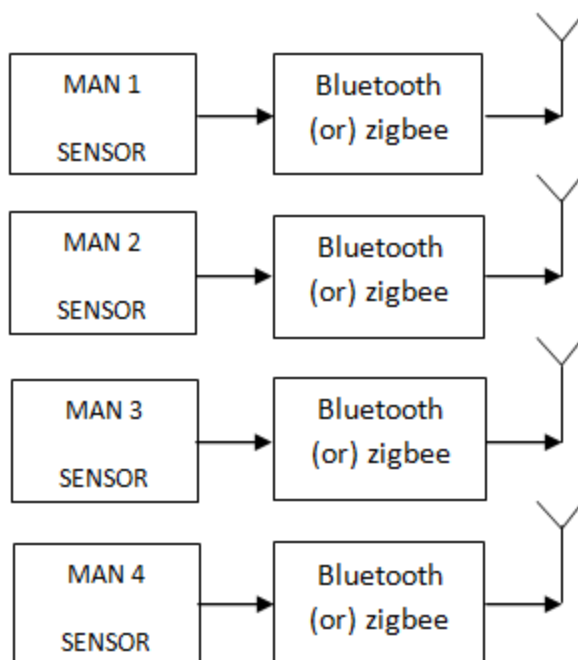 MAN 1
SENSOR
Bluetooth
(or) zigbee
MAN 2
SENSOR
Bluetooth
(or) zigbee
MAN 3
SENSOR
Bluetooth
(or) zigbee
MAN 4
SENSOR
Bluetooth
(or) zigbee